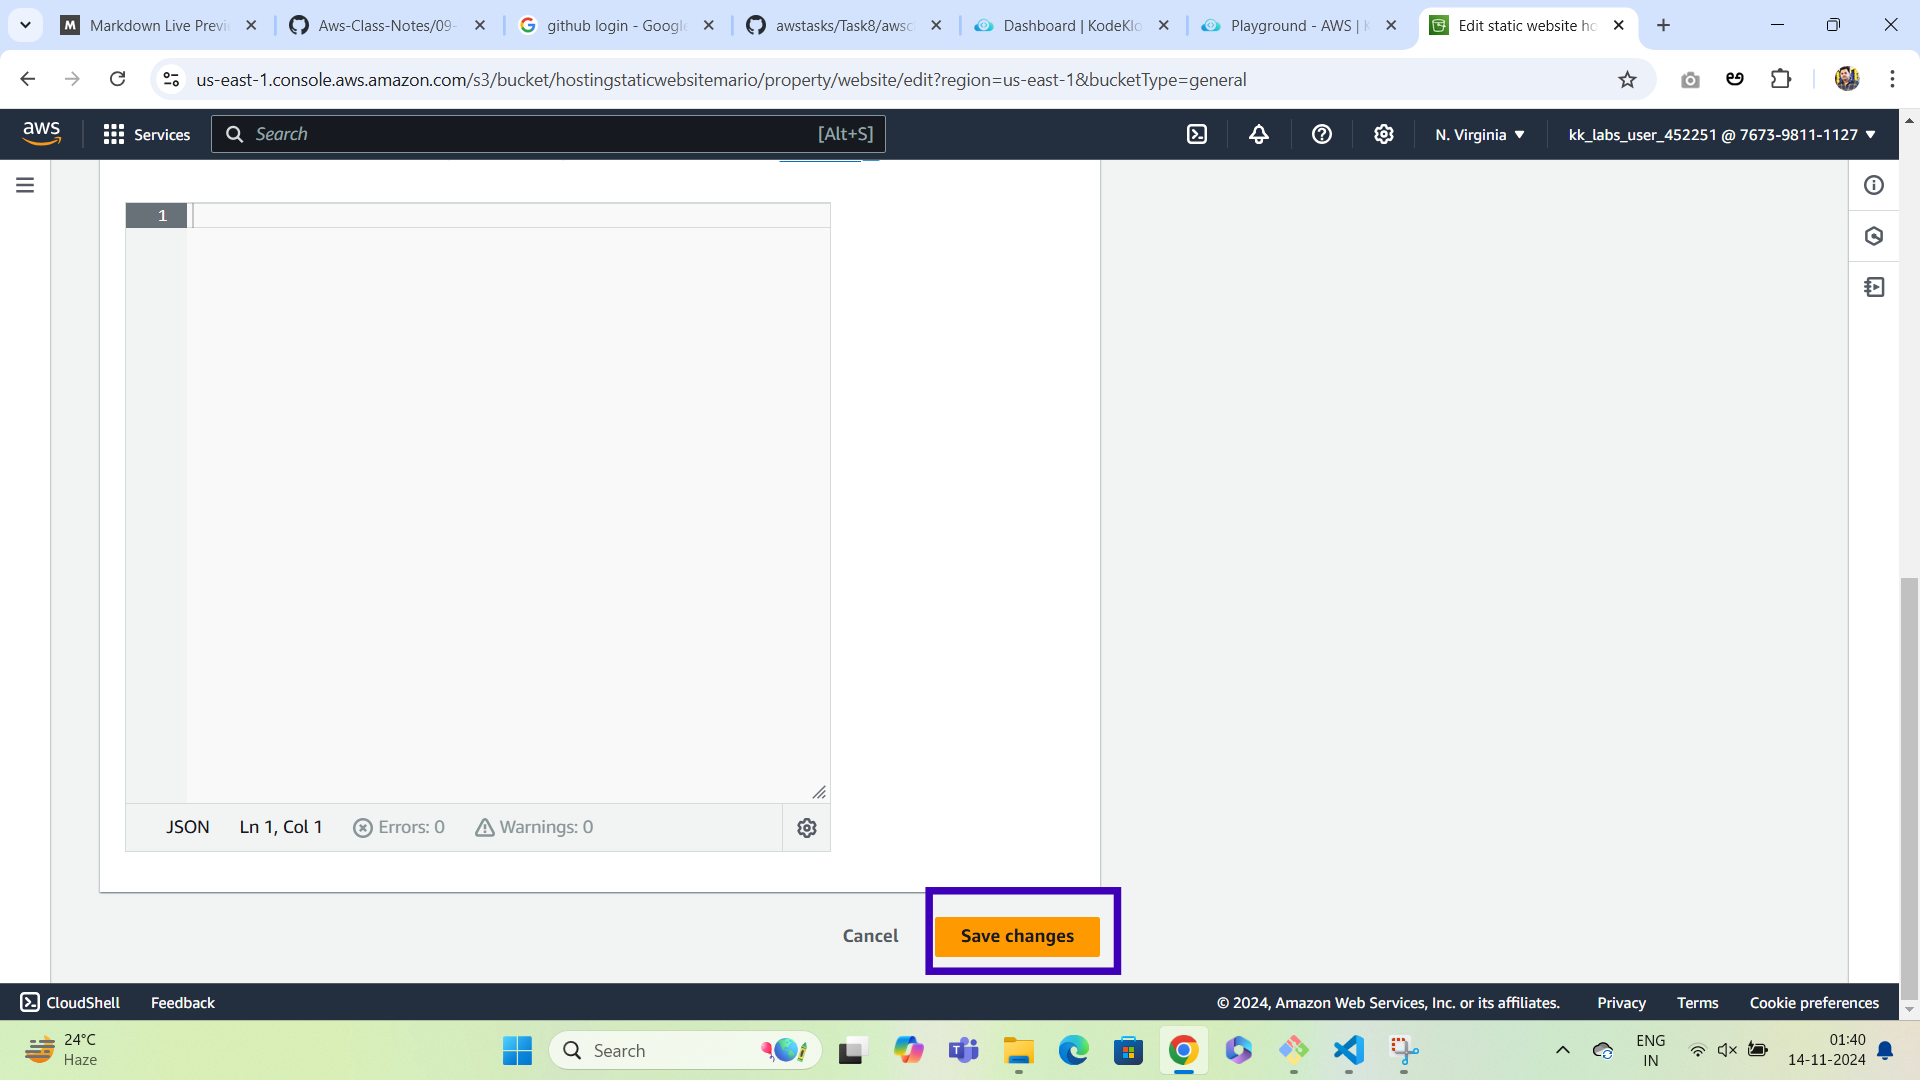 Markdown Live Previ
Aws-Class-Notes/09-
github login - Google
awstasks/Task8/awsc
Dashboard | KodeKlo
Playground - AWS | K
Edit static website ho
us-east-1.console.aws.amazon.com/s3/bucket/hostingstaticwebsitemario/property/website/edit?region=us-east-1&bucketType=general
aws
Services
Search
[Alt+S]
N. Virginia
kk_labs_user_452251 @ 7673-9811-1127
1
JSON Ln 1, Col 1 Errors: 0 Warnings: 0
Cancel
Save changes
CloudShell
Feedback
© 2024, Amazon Web Services, Inc. or its affiliates.
Privacy
Terms
Cookie preferences
24°C
Haze
Search
ENG
IN
01:40
14-11-2024